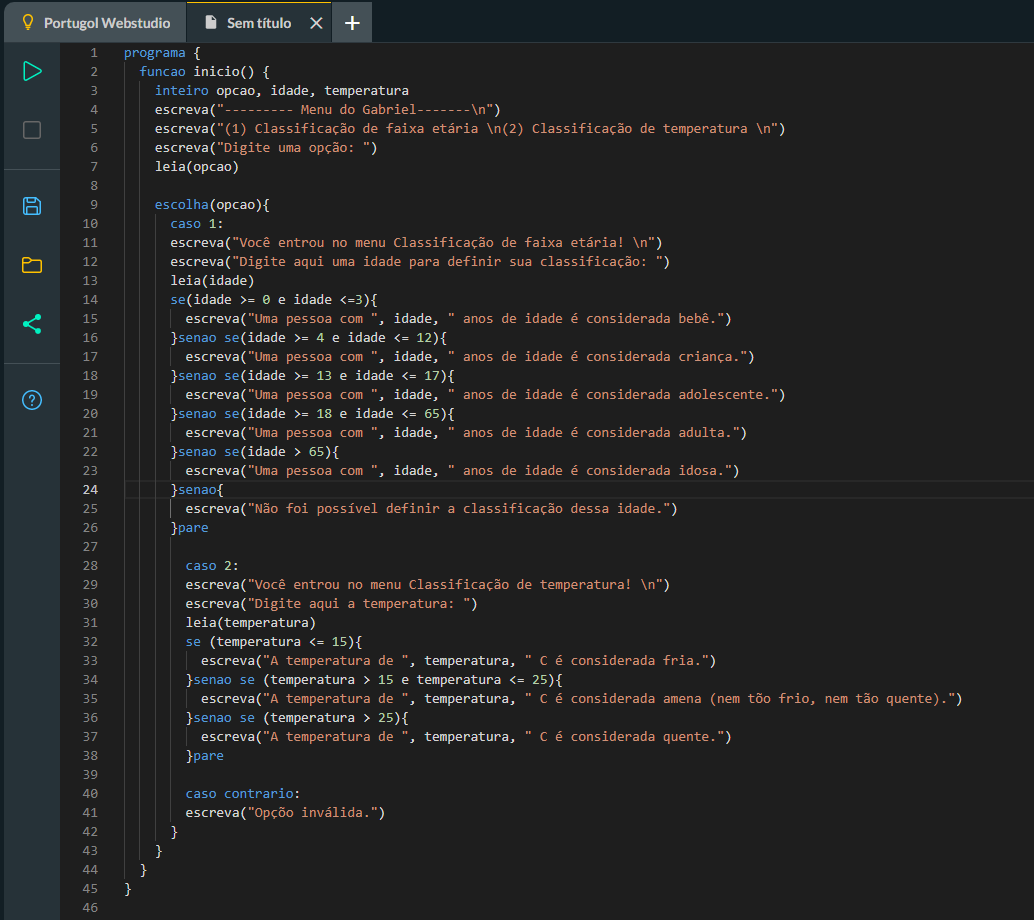 Portugol Webstudio
Sem título
1 programa {
2 funcao inicio() {
3 inteiro opcao, idade, temperatura
4 escreva("--------- Menu do Gabriel-------\n")
5 escreva("(1) Classificação de faixa etária \n(2) Classificação de temperatura \n")
6 escreva("Digite uma opção: ")
7 leia(opcao)
8
9 escolha(opcao){
10 caso 1:
11 escreva("Você entrou no menu Classificação de faixa etária! \n")
12 escreva("Digite aqui uma idade para definir sua classificação: ")
13 leia(idade)
14 se(idade >= 0 e idade <=3){
15 escreva("Uma pessoa com ", idade, " anos de idade é considerada bebê.")
16 }senao se(idade >= 4 e idade <= 12){
17 escreva("Uma pessoa com ", idade, " anos de idade é considerada criança.")
18 }senao se(idade >= 13 e idade <= 17){
19 escreva("Uma pessoa com ", idade, " anos de idade é considerada adolescente.")
20 }senao se(idade >= 18 e idade <= 65){
21 escreva("Uma pessoa com ", idade, " anos de idade é considerada adulta.")
22 }senao se(idade > 65){
23 escreva("Uma pessoa com ", idade, " anos de idade é considerada idosa.")
24 }senao{
25 escreva("Não foi possível definir a classificação dessa idade.")
26 }pare
27
28 caso 2:
29 escreva("Você entrou no menu Classificação de temperatura! \n")
30 escreva("Digite aqui a temperatura: ")
31 leia(temperatura)
32 se (temperatura <= 15){
33 escreva("A temperatura de ", temperatura, " C é considerada fria.")
34 }senao se (temperatura > 15 e temperatura <= 25){
35 escreva("A temperatura de ", temperatura, " C é considerada amena (nem tõo frio, nem tão quente).")
36 }senao se (temperatura > 25){
37 escreva("A temperatura de ", temperatura, " C é considerada quente.")
38 }pare
39
40 caso contrario:
41 escreva("Opçõo inválida.")
42 }
43 }
44 }
45 }
46